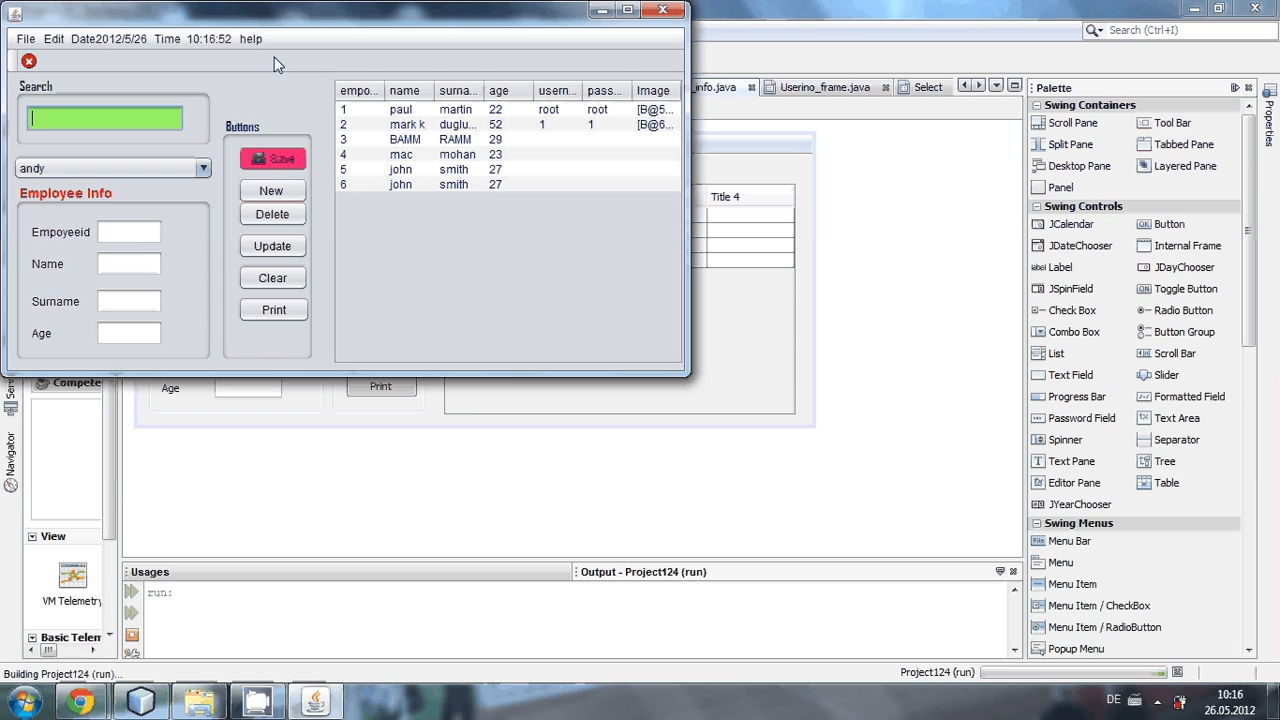 File Edit Date2012/5/26 Time 10:16:52 help
Search
andy
Employee Info
Empoyeeid
Name
Surname
Age
Buttons
Save
New
Delete
Update
Clear
Print
empo... name surna... age usern... pass... Image
1 paul martin 22 root root [B@5...
2 mark k duglu... 52 1 1 [B@6...
3 BAMM RAMM 29
4 mac mohan 23
5 john smith 27
6 john smith 27
Search (Ctrl+I)
_info.java Userino_frame.java Select
Title 4
Age
Print
Palette
Swing Containers
Scroll Pane Tool Bar
Split Pane Tabbed Pane
Desktop Pane Layered Pane
Panel
Swing Controls
JCalendar OK Button
JDateChooser Internal Frame
label Label JDayChooser
JSpinField ON Toggle Button
Check Box Radio Button
Combo Box Button Group
List Scroll Bar
Text Field Slider
Progress Bar Formatted Field
Password Field Text Area
Spinner Separator
Text Pane Tree
Editor Pane Table
JYearChooser
Swing Menus
Menu Bar
Menu
Menu Item
Menu Item / CheckBox
Menu Item / RadioButton
Popup Menu
Properties
Navigator
Compete
View
VM Telemetry
Basic Telem
Usages
Output - Project124 (run)
run:
Building Project124 (run)...
Project124 (run)
DE
10:16
26.05.2012